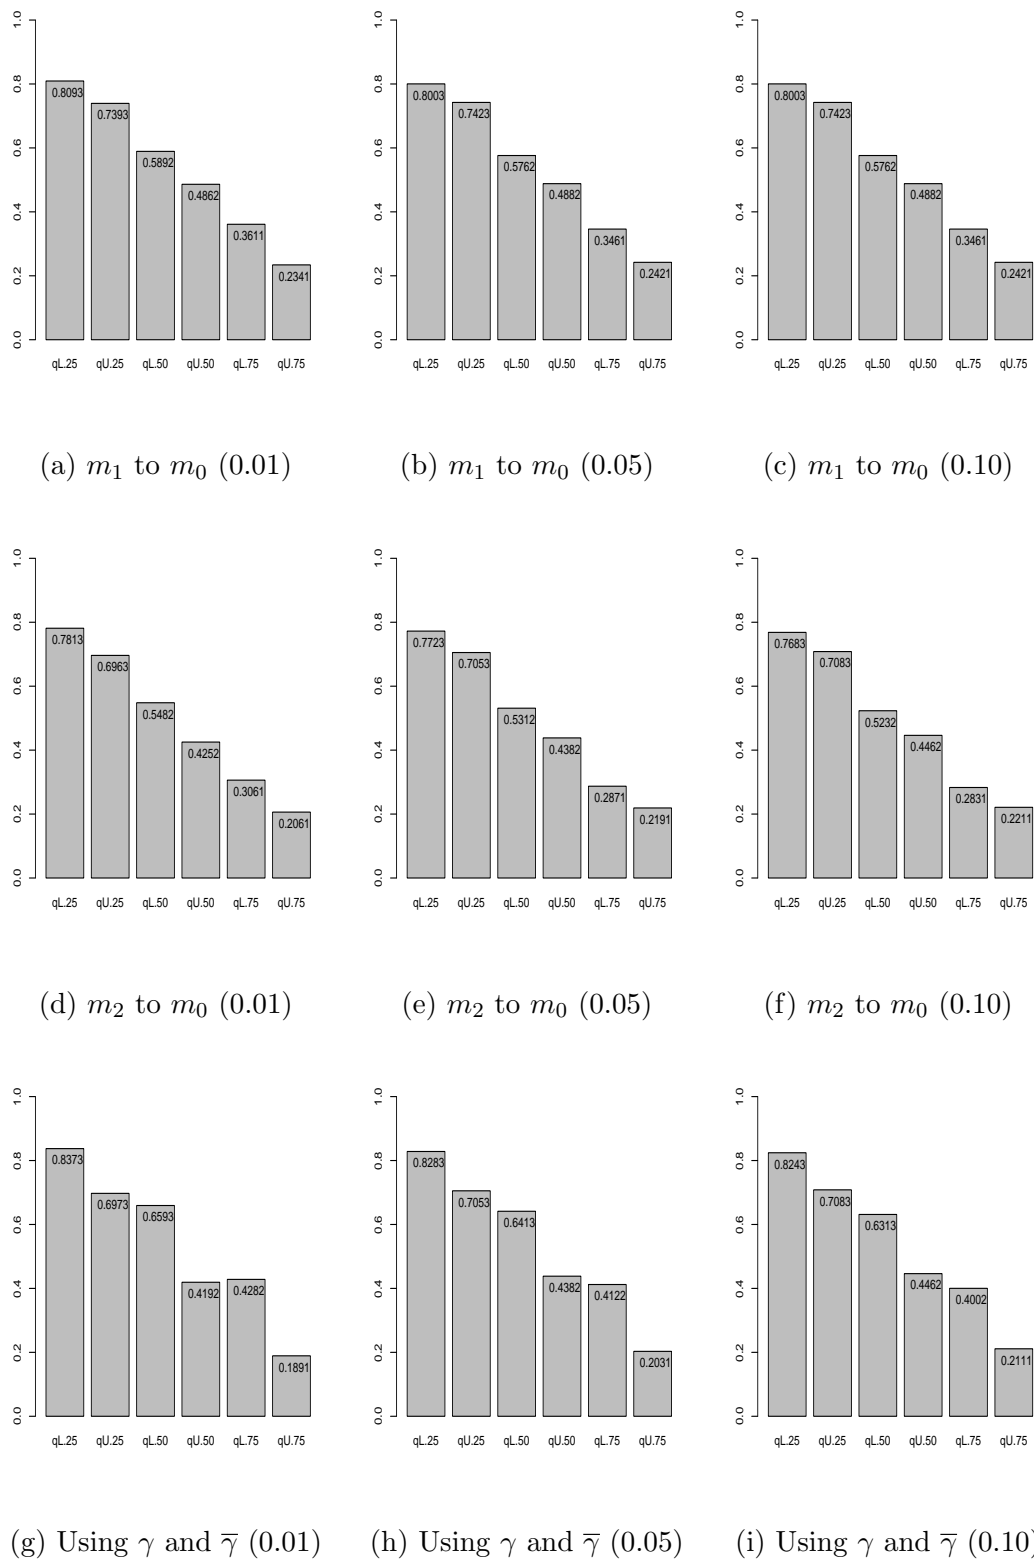 1.0 1.0 1.0
0.8 0.8 0.8
0.8093 0.8003 0.8003
0.7393 0.7423 0.7423
0.6 0.6 0.6
0.5892 0.5762 0.5762
0.4862 0.4882 0.4882
0.4 0.4 0.4
0.3611 0.3461 0.3461
0.2341 0.2421 0.2421
0.2 0.2 0.2
0.0 0.0 0.0
qL.25 qU.25 qL.50 qU.50 qL.75 qU.75 qL.25 qU.25 qL.50 qU.50 qL.75 qU.75 qL.25 qU.25 qL.50 qU.50 qL.75 qU.75
(a) m₁ to m₀ (0.01) (b) m₁ to m₀ (0.05) (c) m₁ to m₀ (0.10)
1.0 1.0 1.0
0.8 0.8 0.8
0.7813 0.7723 0.7683
0.6963 0.7053 0.7083
0.6 0.6 0.6
0.5482 0.5312 0.5232
0.4252 0.4382 0.4462
0.4 0.4 0.4
0.3061 0.2871 0.2831
0.2061 0.2191 0.2211
0.2 0.2 0.2
0.0 0.0 0.0
qL.25 qU.25 qL.50 qU.50 qL.75 qU.75 qL.25 qU.25 qL.50 qU.50 qL.75 qU.75 qL.25 qU.25 qL.50 qU.50 qL.75 qU.75
(d) m₂ to m₀ (0.01) (e) m₂ to m₀ (0.05) (f) m₂ to m₀ (0.10)
1.0 1.0 1.0
0.8 0.8 0.8
0.8373 0.8283 0.8243
0.6973 0.7053 0.7083
0.6593 0.6413 0.6313
0.6 0.6 0.6
0.4192 0.4382 0.4462
0.4282 0.4122 0.4002
0.4 0.4 0.4
0.2 0.2 0.2
0.1891 0.2031 0.2111
0.0 0.0 0.0
qL.25 qU.25 qL.50 qU.50 qL.75 qU.75 qL.25 qU.25 qL.50 qU.50 qL.75 qU.75 qL.25 qU.25 qL.50 qU.50 qL.75 qU.75
(g) Using γ and γ̅ (0.01) (h) Using γ and γ̅ (0.05) (i) Using γ and γ̅ (0.10)